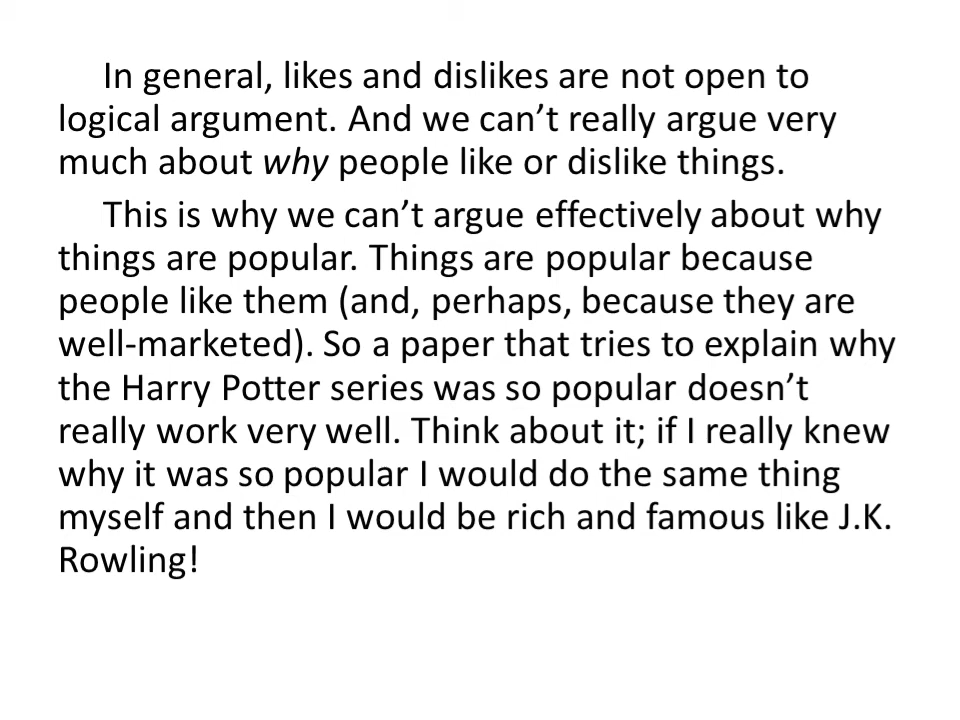 In general, likes and dislikes are not open to
logical argument. And we can’t really argue very
much about why people like or dislike things.
This is why we can’t argue effectively about why
things are popular. Things are popular because
people like them (and, perhaps, because they are
well-marketed). So a paper that tries to explain why
the Harry Potter series was so popular doesn’t
really work very well. Think about it; if I really knew
why it was so popular I would do the same thing
myself and then I would be rich and famous like J.K.
Rowling!